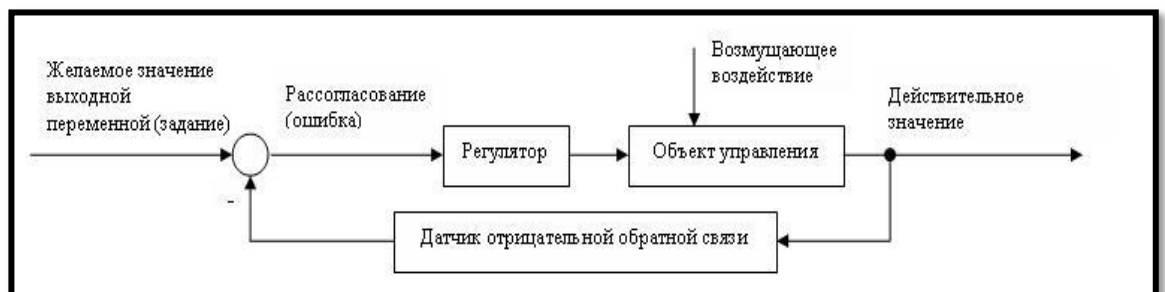 Желаемое значение
выходной
переменной (задание)
Рассогласование
(ошибка)
Регулятор
Возмущающее
воздействие
Объект управления
Действительное
значение
-
Датчик отрицательной обратной связи